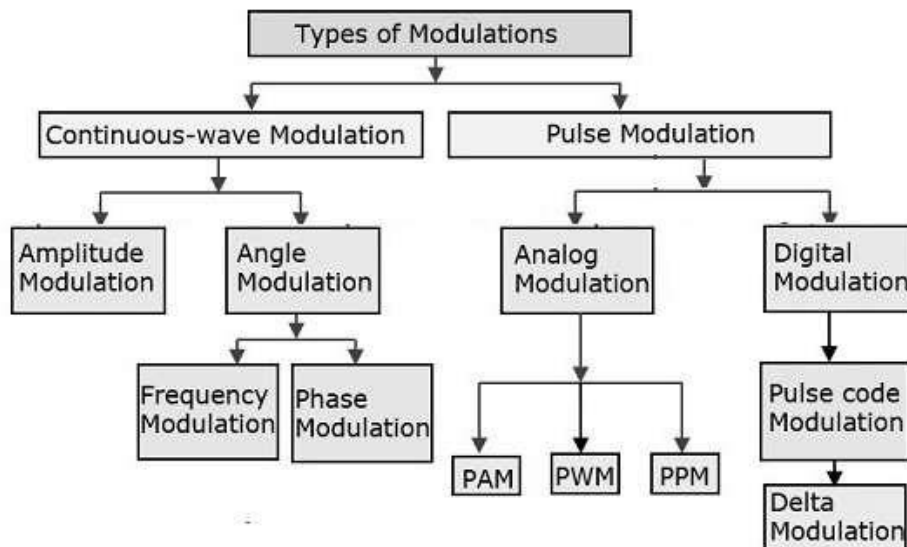 Types of Modulations
Continuous-wave Modulation
Pulse Modulation
Amplitude
Modulation
Angle
Modulation
Analog
Modulation
Digital
Modulation
Frequency
Modulation
Phase
Modulation
Pulse code
Modulation
PAM
PWM
PPM
Delta
Modulation